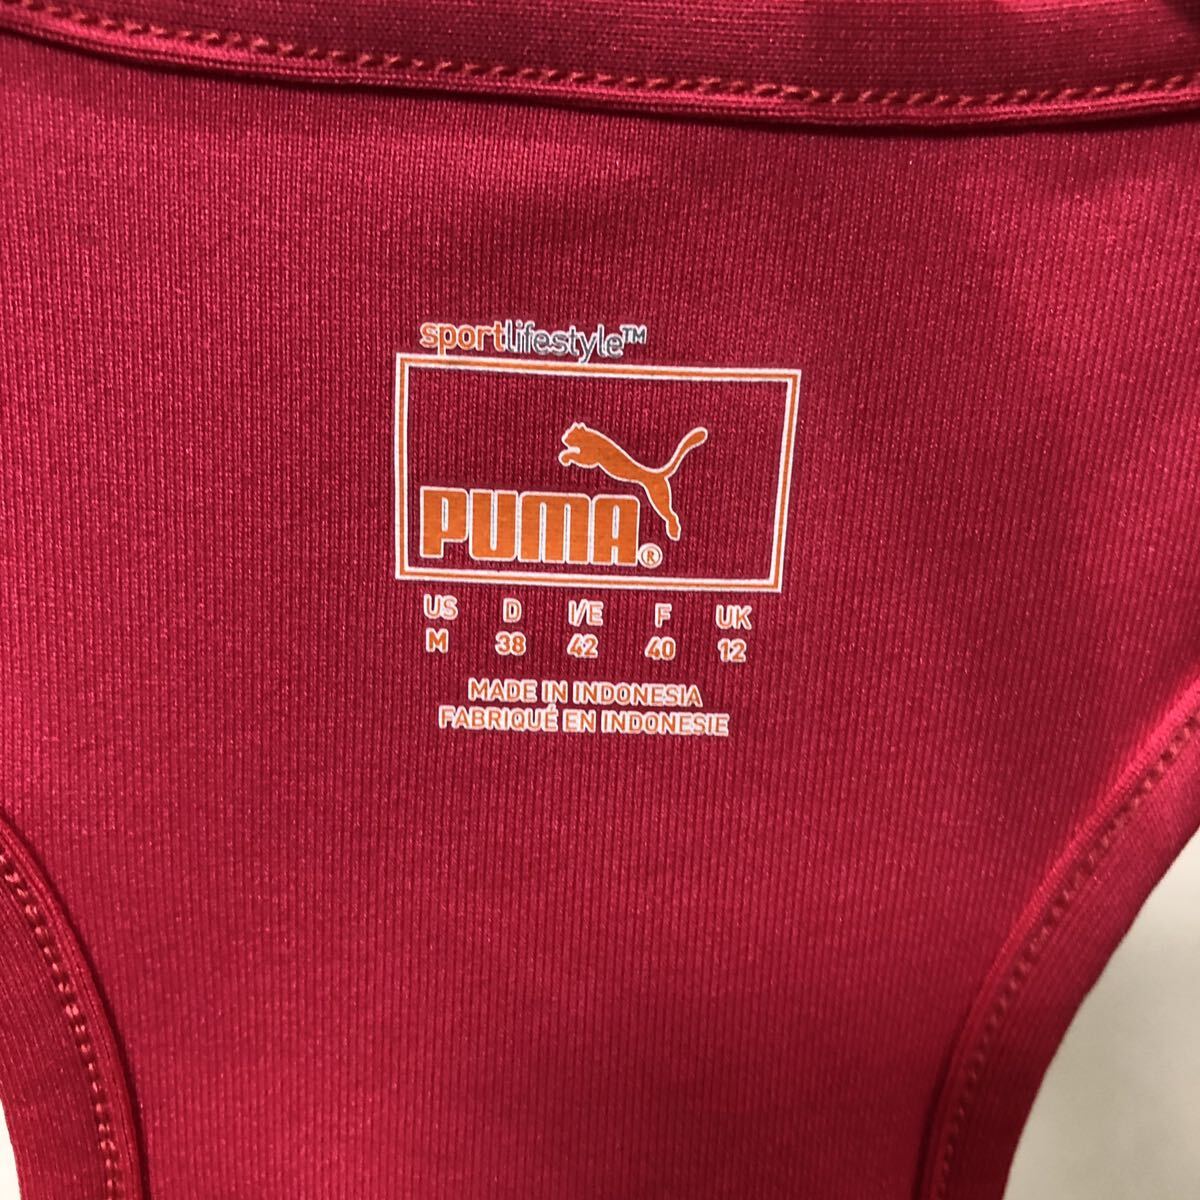 sportlifestyle™
PUMA®
US D I/E F UK
M 38 42 40 12
MADE IN INDONESIA
FABRIQUÉ EN INDONESIE